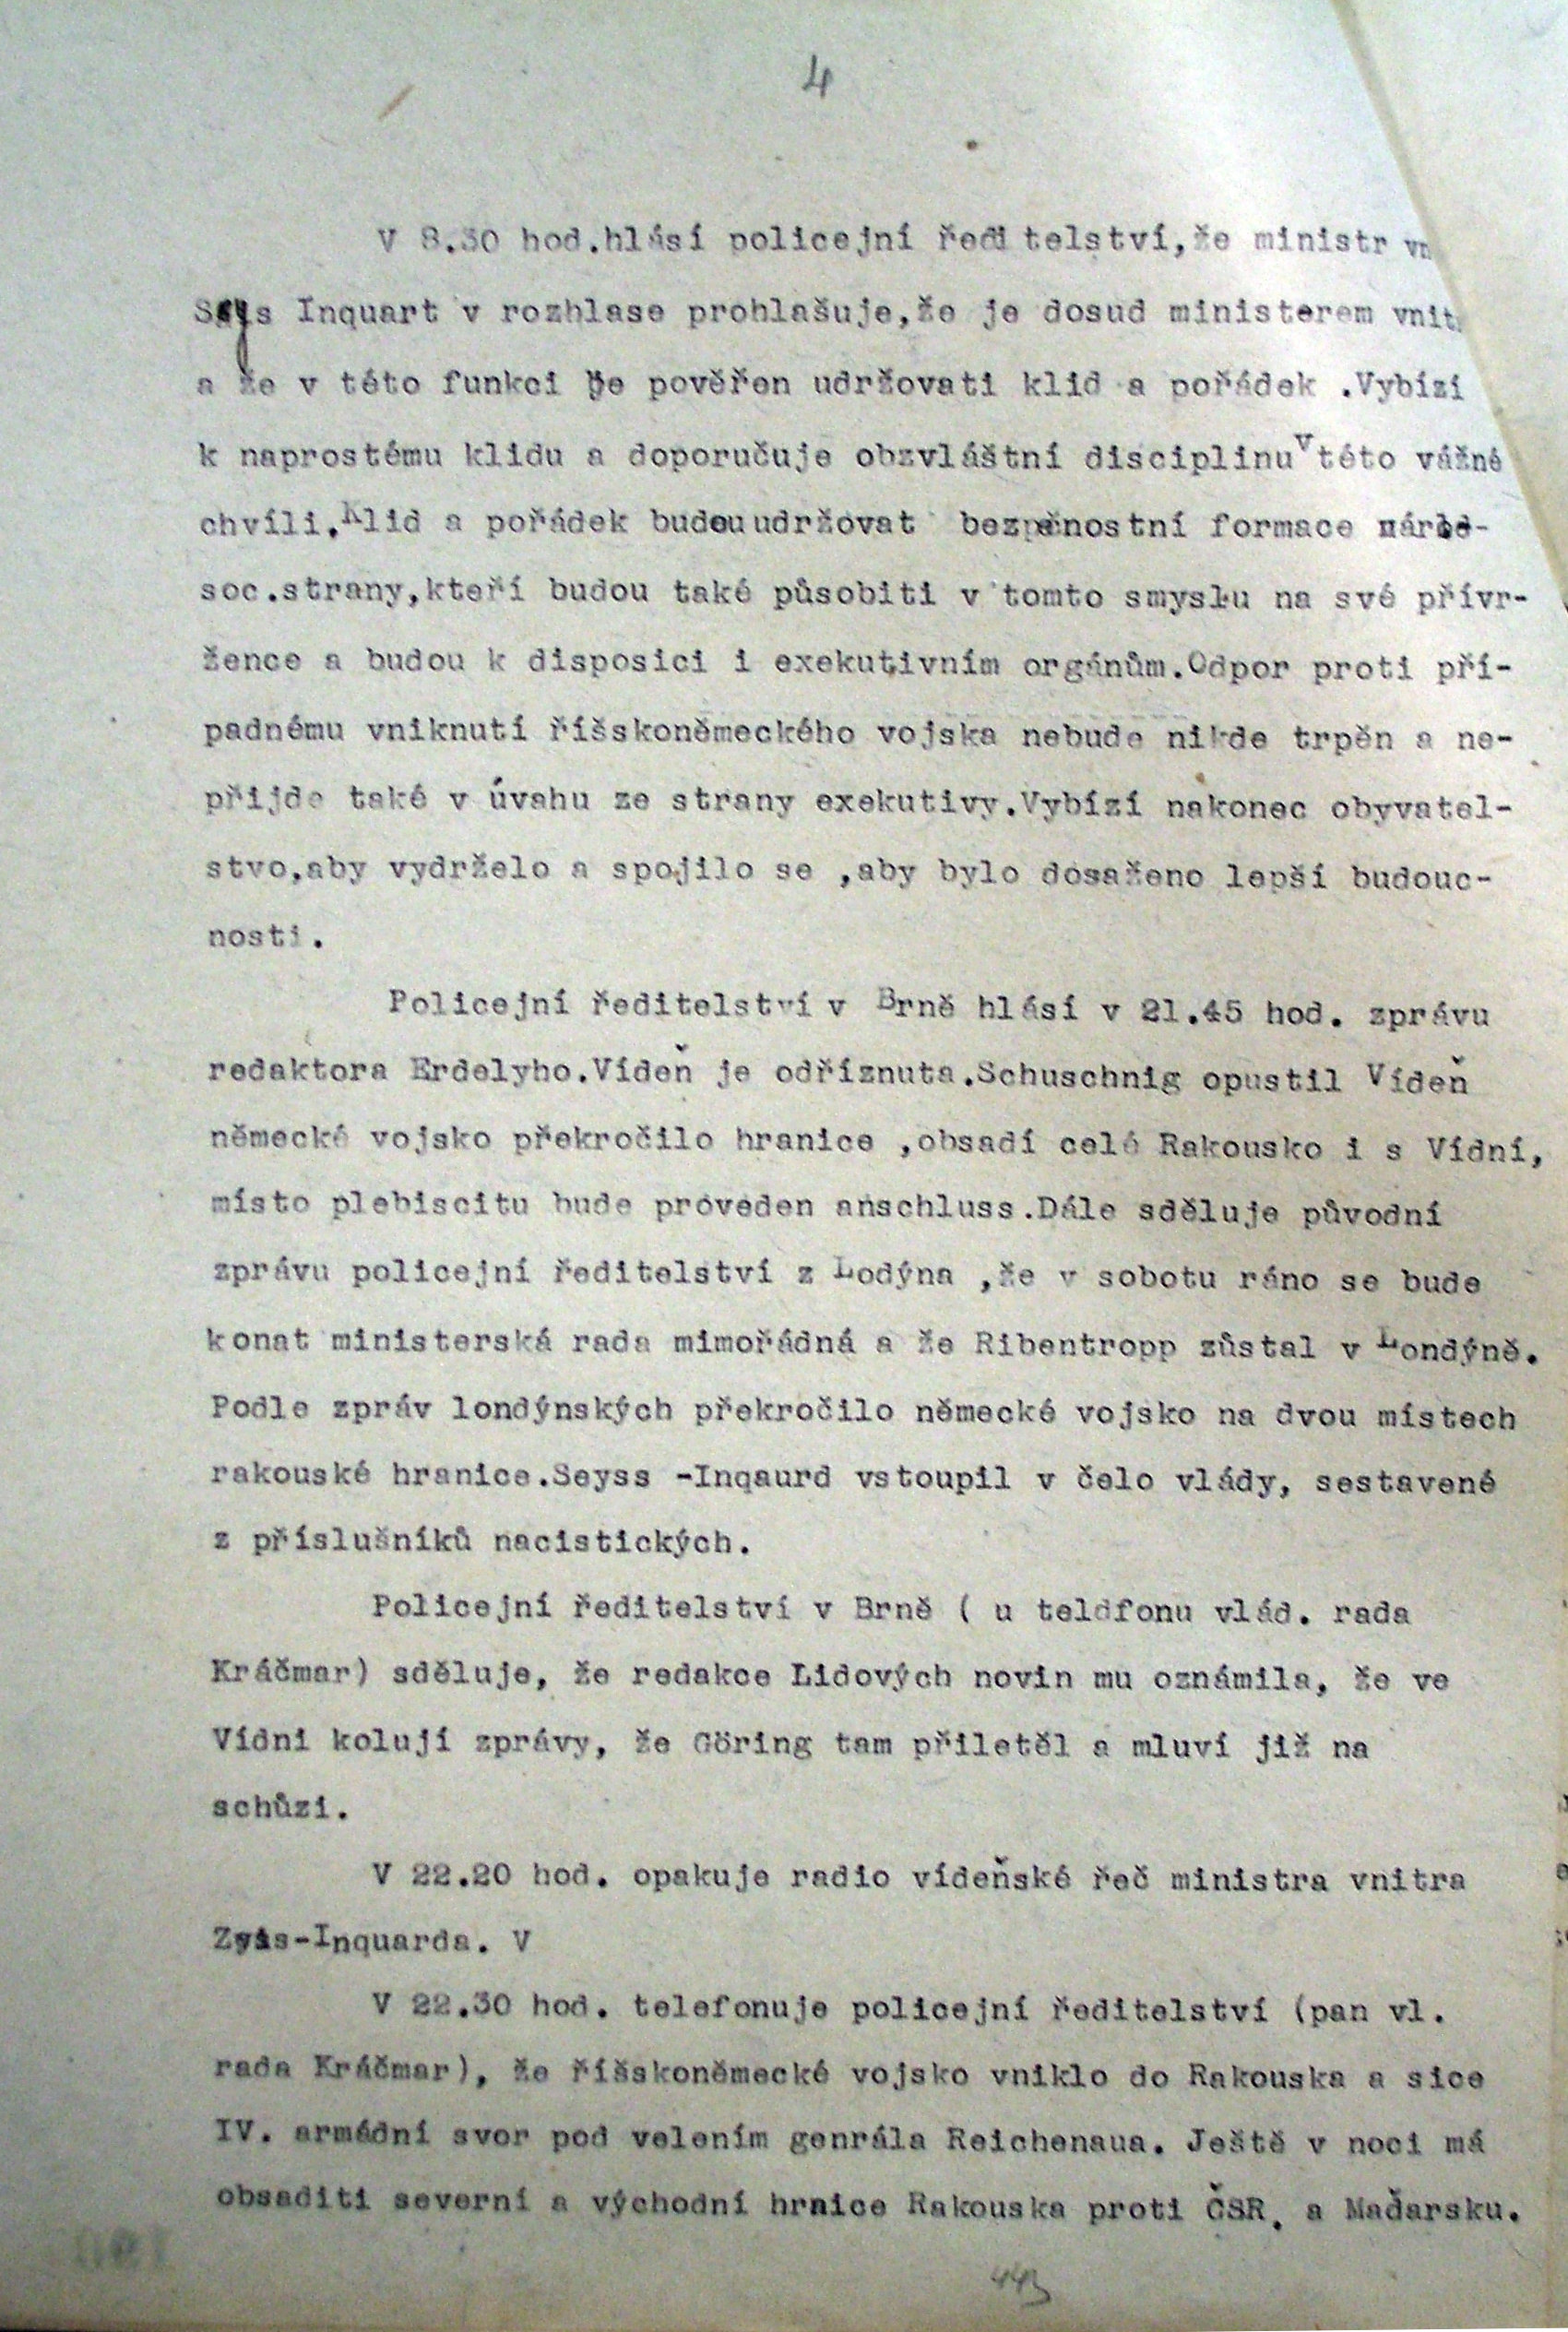 4
V 8.30 hod.hlásí policejní ředitelství,že ministr vn
Seys Inquart v rozhlase prohlašuje,že je dosud ministerem vnit
a že v této funkci je pověřen udržovati klid a pořádek .Vybízí
k naprostému klidu a doporučuje obzvláštní disciplinu v této vážné
chvíli.Klid a pořádek budou udržovat bezpenostní formace národ-
soc.strany,kteří budou také působiti v tomto smyslu na své přívr-
žence a budou k disposici i exekutivním orgánům.Odpor proti pří-
padnému vniknutí říšskoněmeckého vojska nebude nikde trpěn a ne-
přijde také v úvahu ze strany exekutivy.Vybízí nakonec obyvatel-
stvo,aby vydrželo a spojilo se ,aby bylo dosaženo lepší budouc-
nosti.
Policejní ředitelství v Brně hlásí v 21.45 hod. zprávu
redaktora Erdelyho.Vídeň je odříznuta.Schuschnig opustil Vídeň
německé vojsko překročilo hranice ,obsadí celé Rakousko i s Vídní,
místo plebiscitu bude proveden anschluss.Dále sděluje původní
zprávu policejní ředitelství z Lodýna ,že v sobotu ráno se bude
konat ministerská rada mimořádná a že Ribentropp zůstal v Londýně.
Podle zpráv londýnských překročilo německé vojsko na dvou místech
rakouské hranice.Seyss -Inqaurd vstoupil v čelo vlády, sestavené
z příslušníků nacistických.
Policejní ředitelství v Brně ( u teldfonu vlád. rada
Kráčmar) sděluje, že redakce Lidových novin mu oznámila, že ve
Vídni kolují zprávy, že Göring tam přiletěl a mluví již na
schůzi.
V 22.20 hod. opakuje radio vídeňské řeč ministra vnitra
Zyss-Inquarda. V
V 22.30 hod. telefonuje policejní ředitelství (pan vl.
rada Kráčmar), že říšskoněmecké vojsko vniklo do Rakouska a sice
IV. armádní svor pod velením genrála Reichenaua. Ještě v noci má
obsaditi severní a východní hrnice Rakouska proti ČSR. a Maďarsku.